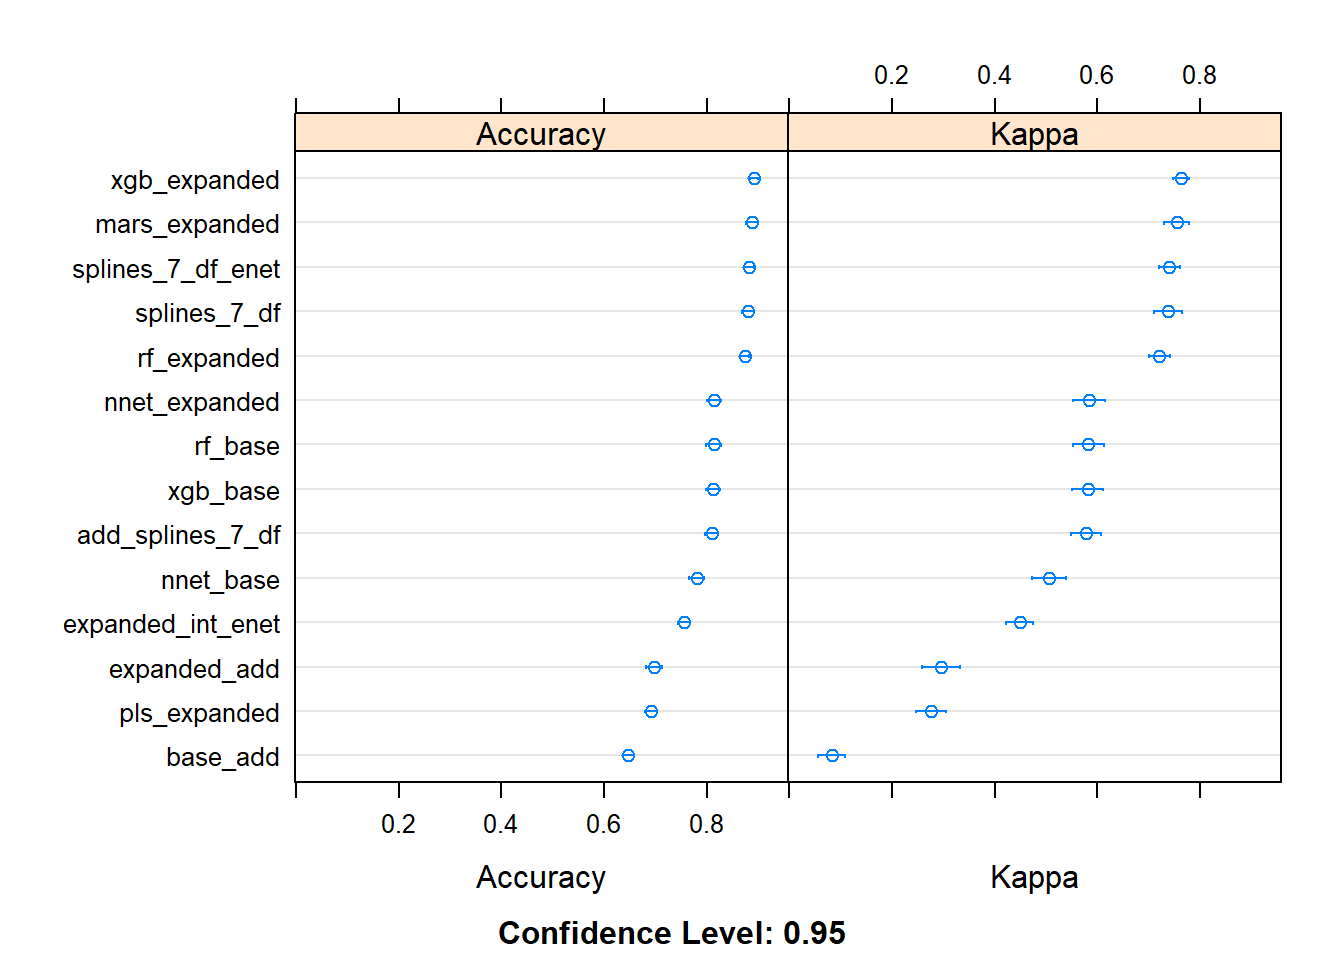 0.2 0.4 0.6 0.8
Accuracy Kappa
xgb_expanded
mars_expanded
splines_7_df_enet
splines_7_df
rf_expanded
nnet_expanded
rf_base
xgb_base
add_splines_7_df
nnet_base
expanded_int_enet
expanded_add
pls_expanded
base_add
0.2 0.4 0.6 0.8
Accuracy Kappa
Confidence Level: 0.95